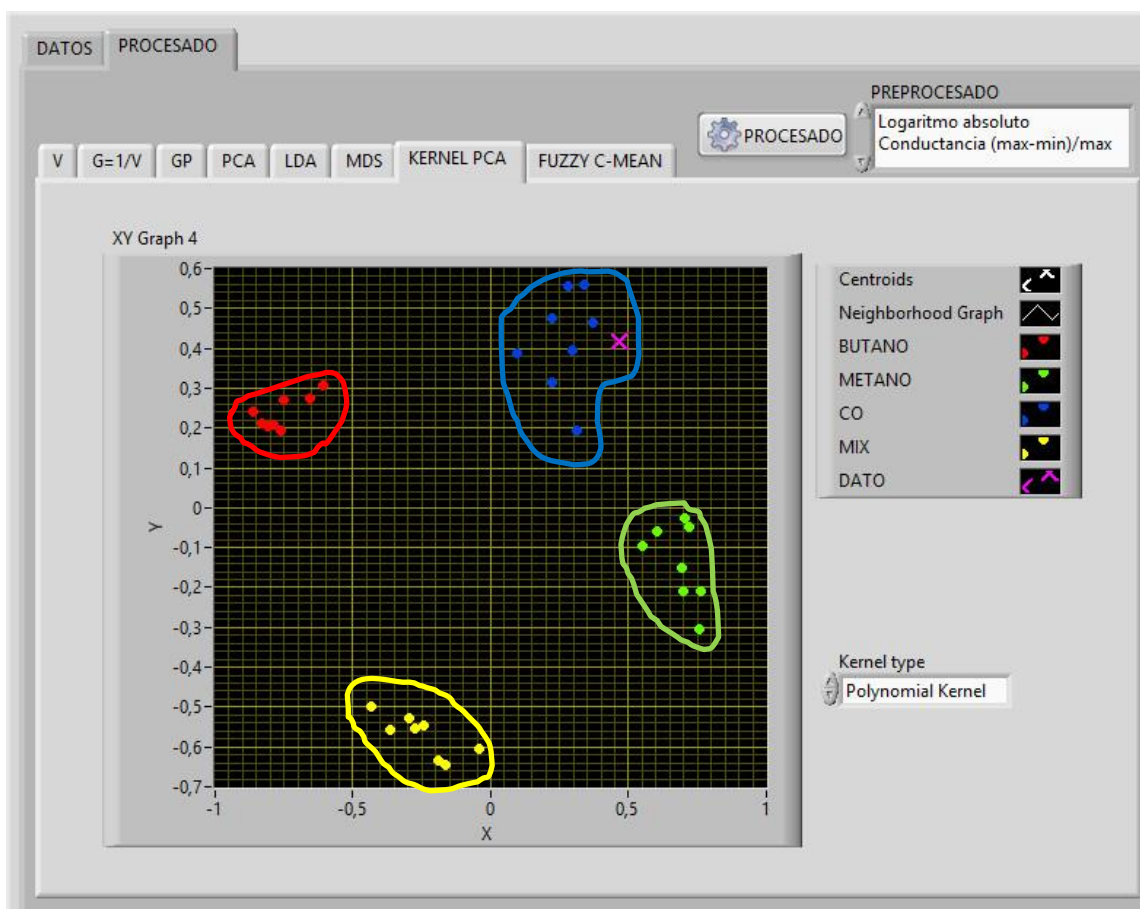 DATOS PROCESADO
PREPROCESADO
PROCESADO
Logaritmo absoluto
Conductancia (max-min)/max
V G=1/V GP PCA LDA MDS KERNEL PCA FUZZY C-MEAN
XY Graph 4
0,6
0,5
0,4
0,3
0,2
0,1
0
-0,1
-0,2
-0,3
-0,4
-0,5
-0,6
-0,7
Y
-1 -0,5 0 0,5 1
X
Centroids
Neighborhood Graph
BUTANO
METANO
CO
MIX
DATO
Kernel type
Polynomial Kernel